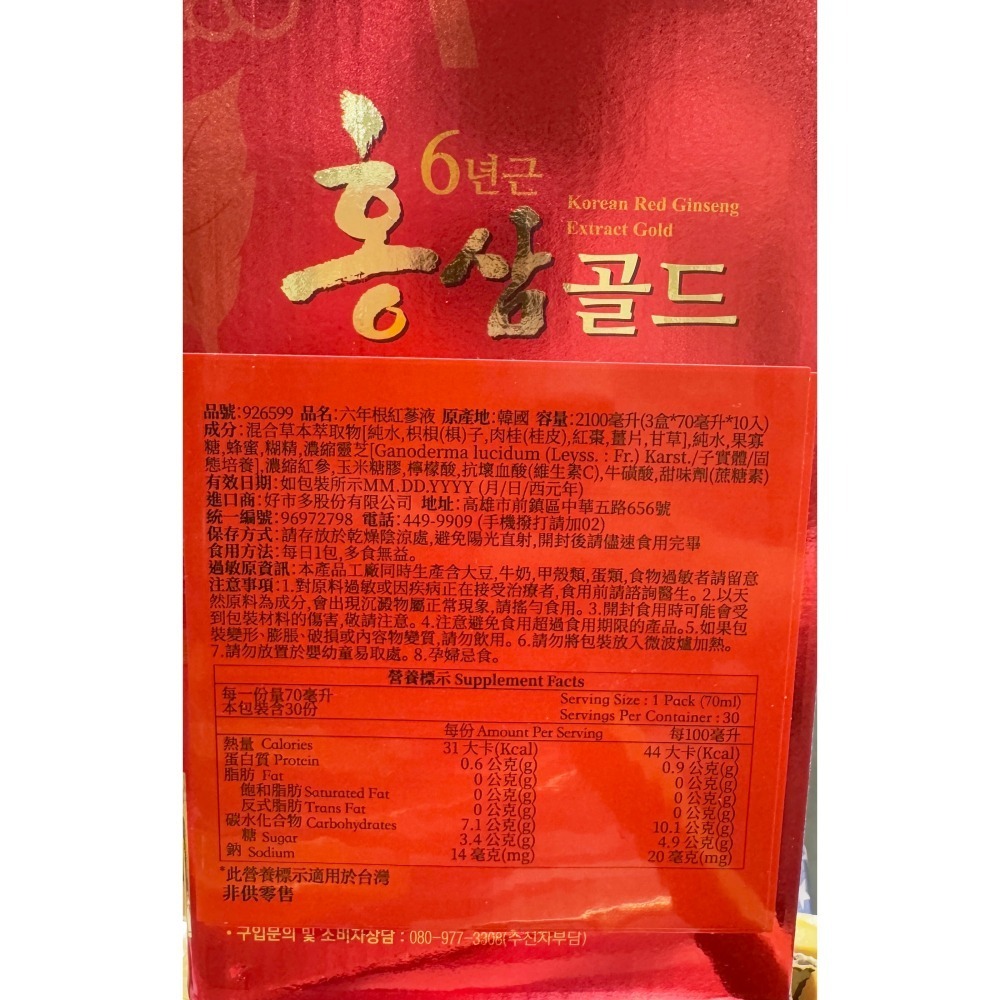 6년근
홍삼 골드
Korean Red Ginseng
Extract Gold
品號:926599 品名:六年根紅蔘液 原產地:韓國 容量:2100毫升(3盒*70毫升*10入)
成分:混合草本萃取物[純水,枳椇(椇)子,肉桂(桂皮),紅棗,薑片,甘草],純水,果寡
糖,蜂蜜,糊精,濃縮靈芝[Ganoderma lucidum (Levss. : Fr.) Karst./子實體/固
態培養],濃縮紅參,玉米糖膠,檸檬酸,抗壞血酸(維生素C),牛磺酸,甜味劑(蔗糖素)
有效日期:如包裝所示MM.DD.YYYY (月/日/西元年)
進口商:好市多股份有限公司 地址:高雄市前鎮區中華五路656號
統一編號:96972798 電話:449-9909 (手機撥打請加02)
保存方式:請存放於乾燥陰涼處,避免陽光直射,開封後請儘速食用完畢
食用方法:每日1包,多食無益。
過敏原資訊:本產品工廠同時生產含大豆,牛奶,甲殼類,蛋類,食物過敏者請留意
注意事項:1.對原料過敏或因疾病正在接受治療者,食用前請諮詢醫生。2.以天
然原料為成分,會出現沉澱物屬正常現象,請搖勻食用。3.開封食用時可能會受
到包裝材料的傷害,敬請注意。4.注意避免食用超過食用期限的產品。5.如果包
裝變形、膨脹、破損或內容物變質,請勿飲用。6.請勿將包裝放入微波爐加熱。
7.請勿放置於嬰幼童易取處。8.孕婦忌食。
營養標示 Supplement Facts
每一份量70毫升 Serving Size : 1 Pack (70ml)
本包裝含30份 Servings Per Container : 30
每份 Amount Per Serving 每100毫升
熱量 Calories 31 大卡(Kcal) 44 大卡(Kcal)
蛋白質 Protein 0.6 公克(g) 0.9 公克(g)
脂肪 Fat 0 公克(g) 0 公克(g)
飽和脂肪 Saturated Fat 0 公克(g) 0 公克(g)
反式脂肪 Trans Fat 0 公克(g) 0 公克(g)
碳水化合物 Carbohydrates 7.1 公克(g) 10.1 公克(g)
糖 Sugar 3.4 公克(g) 4.9 公克(g)
鈉 Sodium 14 毫克(mg) 20 毫克(mg)
*此營養標示適用於台灣
非供零售
• 구입문의 및 소비자상담 : 080-977-3308(수신자부담)